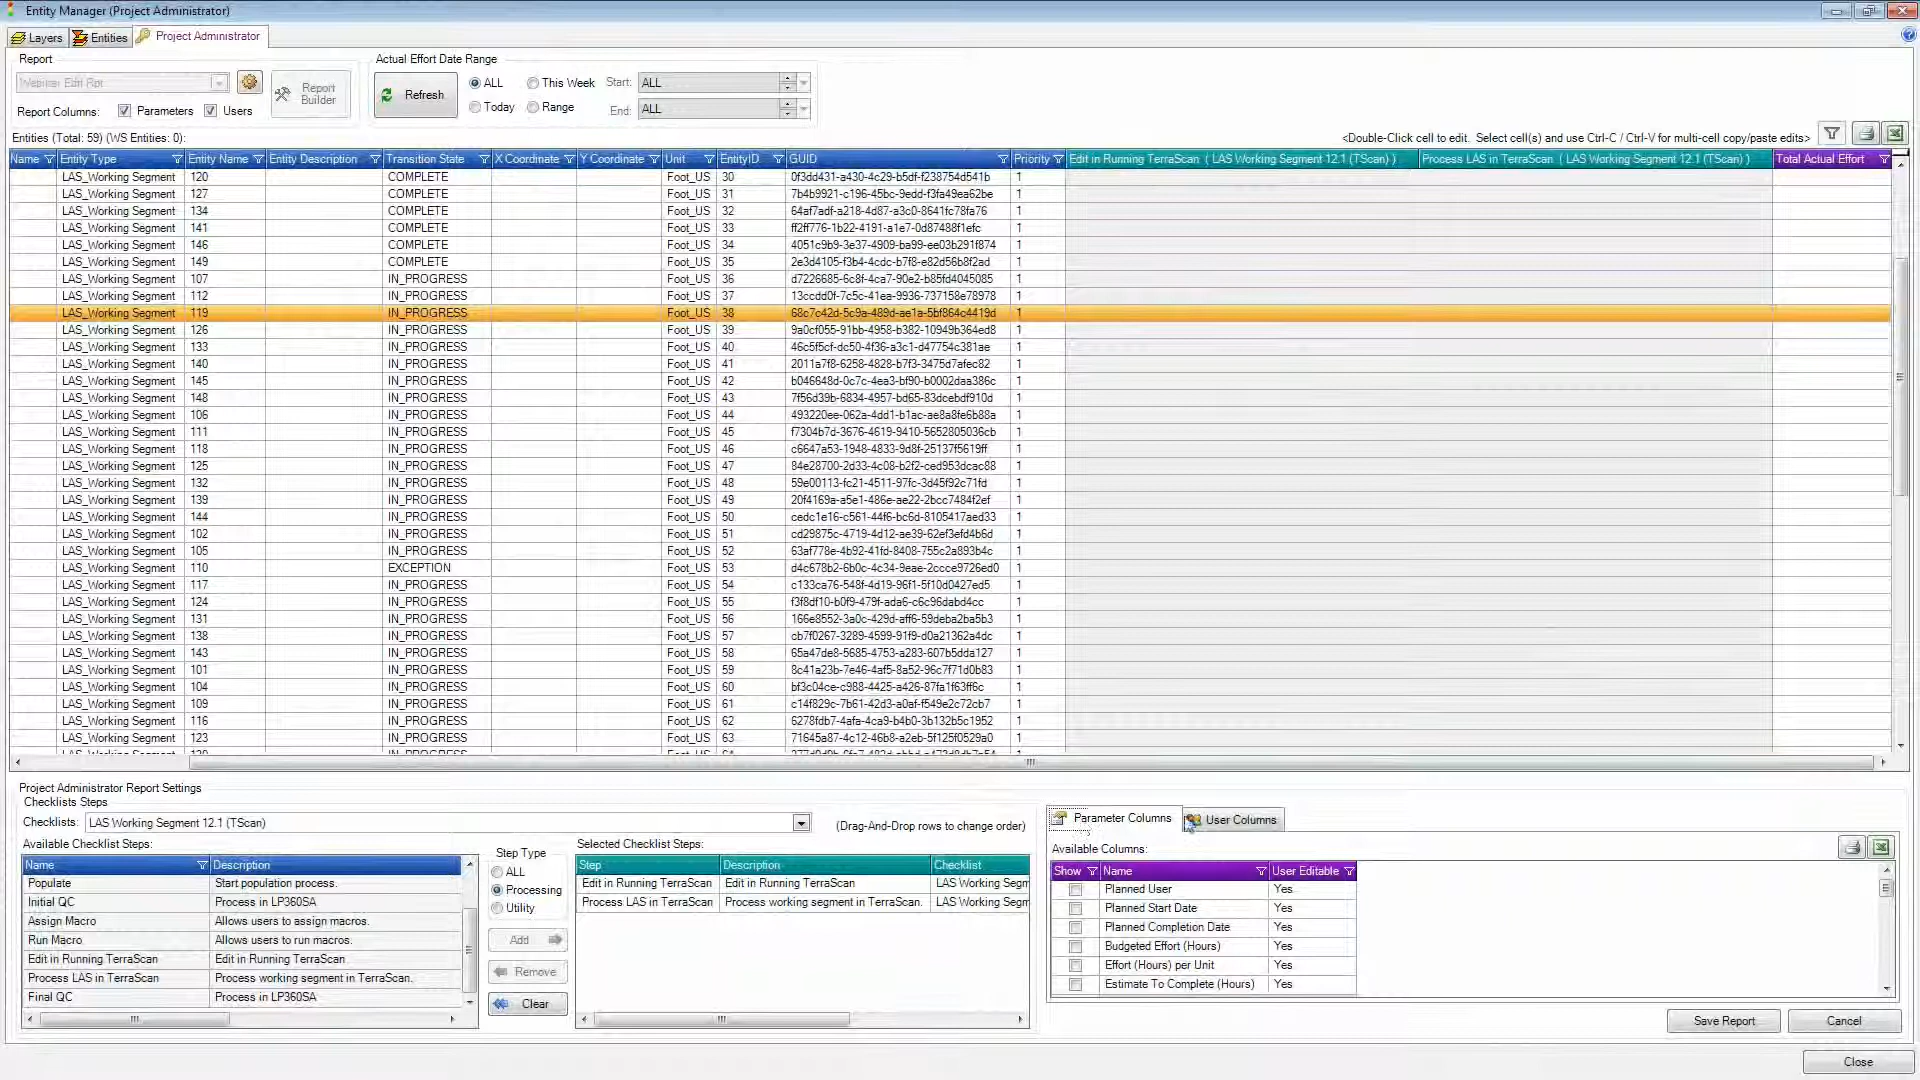 Entity Manager (Project Administrator)
Layers Entities Project Administrator
Report
Webinar Edit Rpt
Report Builder
Report Columns: Parameters Users
Actual Effort Date Range
Refresh
ALL This Week Start: ALL
Today Range End: ALL
Entities (Total: 59) (WS Entities: 0):
<Double-Click cell to edit. Select cell(s) and use Ctrl-C / Ctrl-V for multi-cell copy/paste edits>
Name Entity Type Entity Name Entity Description Transition State X Coordinate Y Coordinate Unit EntityID GUID Priority Edit in Running TerraScan ( LAS Working Segment 12.1 (TScan) ) Process LAS in TerraScan ( LAS Working Segment 12.1 (TScan) ) Total Actual Effort
LAS_Working Segment 120 COMPLETE Foot_US 30 0f3dd431-a430-4c29-b5df-f238754d541b 1
LAS_Working Segment 127 COMPLETE Foot_US 31 7b4b9921-c196-45bc-9edd-f3fa49ea62be 1
LAS_Working Segment 134 COMPLETE Foot_US 32 64af7adf-a218-4d87-a3c0-8641fc78fa76 1
LAS_Working Segment 141 COMPLETE Foot_US 33 ff2ff776-1b22-4191-a1e7-0d87488f1efc 1
LAS_Working Segment 146 COMPLETE Foot_US 34 4051c9b9-3e37-4909-ba99-ee03b291f874 1
LAS_Working Segment 149 COMPLETE Foot_US 35 2e3d4105-f3b4-4cdc-b7f8-e82d56b8f2ad 1
LAS_Working Segment 107 IN_PROGRESS Foot_US 36 d7226685-6c8f-4ca7-90e2-b85fd4045085 1
LAS_Working Segment 112 IN_PROGRESS Foot_US 37 13ccdd0f-7c5c-41ea-9936-737158e78978 1
LAS_Working Segment 119 IN_PROGRESS Foot_US 38 68c7c42d-5c9a-489d-ae1a-5bf864c4419d 1
LAS_Working Segment 126 IN_PROGRESS Foot_US 39 9a0cf055-91bb-4958-b382-10949b364ed8 1
LAS_Working Segment 133 IN_PROGRESS Foot_US 40 46c5f5cf-dc50-4f36-a3c1-d47754c381ae 1
LAS_Working Segment 140 IN_PROGRESS Foot_US 41 2011a7f8-6258-4828-b7f3-3475d7afec82 1
LAS_Working Segment 145 IN_PROGRESS Foot_US 42 b046648d-0c7c-4ea3-bf90-b0002daa386c 1
LAS_Working Segment 148 IN_PROGRESS Foot_US 43 7f56d39b-6834-4957-bd65-83dcebdf910d 1
LAS_Working Segment 106 IN_PROGRESS Foot_US 44 493220ee-062a-4dd1-b1ac-ae8a8fe6b88a 1
LAS_Working Segment 111 IN_PROGRESS Foot_US 45 f7304b7d-3676-4619-9410-5652805036cb 1
LAS_Working Segment 118 IN_PROGRESS Foot_US 46 c6647a53-1948-4833-9d8f-25137f5619ff 1
LAS_Working Segment 125 IN_PROGRESS Foot_US 47 84e28700-2d33-4c08-b2f2-ced953dcac88 1
LAS_Working Segment 132 IN_PROGRESS Foot_US 48 59e00113-fc21-4511-97fc-3d45f92c71fd 1
LAS_Working Segment 139 IN_PROGRESS Foot_US 49 20f4169a-a5e1-486e-ae22-2bcc7484f2ef 1
LAS_Working Segment 144 IN_PROGRESS Foot_US 50 cedc1e16-c561-44f6-bc6d-8105417aed33 1
LAS_Working Segment 102 IN_PROGRESS Foot_US 51 cd29875c-4719-4d12-ae39-62ef3efd4b6d 1
LAS_Working Segment 105 IN_PROGRESS Foot_US 52 63af778e-4b92-41fd-8408-755c2a893b4c 1
LAS_Working Segment 110 EXCEPTION Foot_US 53 d4c678b2-6b0c-4c34-9eae-2ccce9726ed0 1
LAS_Working Segment 117 IN_PROGRESS Foot_US 54 c133ca76-548f-4d19-96f1-5f10d0427ed5 1
LAS_Working Segment 124 IN_PROGRESS Foot_US 55 f3f8df10-b0f9-479f-ada6-c6c96dabd4cc 1
LAS_Working Segment 131 IN_PROGRESS Foot_US 56 166e8552-3a0c-429d-aff6-59deba2ba5b3 1
LAS_Working Segment 138 IN_PROGRESS Foot_US 57 cb7f0267-3289-4599-91f9-d0a21362a4dc 1
LAS_Working Segment 143 IN_PROGRESS Foot_US 58 65a47de8-5685-4753-a283-607b5dda127 1
LAS_Working Segment 101 IN_PROGRESS Foot_US 59 8c41a23b-7e46-4af5-8a52-96c7f71d0b83 1
LAS_Working Segment 104 IN_PROGRESS Foot_US 60 bf3c04ce-c988-4425-a426-87fa1f63ff6c 1
LAS_Working Segment 109 IN_PROGRESS Foot_US 61 c14f829c-7b61-42d3-a0af-f549e2c72cb7 1
LAS_Working Segment 116 IN_PROGRESS Foot_US 62 6278fdb7-4afa-4ca9-b4b0-3b132b5c1952 1
LAS_Working Segment 123 IN_PROGRESS Foot_US 63 71645a87-4c12-46b8-a2eb-5f125f0529a0 1
Project Administrator Report Settings
Checklists Steps
Checklists: LAS Working Segment 12.1 (TScan) (Drag-And-Drop rows to change order)
Available Checklist Steps:
Name Description
Populate Start population process.
Initial QC Process in LP360SA
Assign Macro Allows users to assign macros.
Run Macro Allows users to run macros.
Edit in Running TerraScan Edit in Running TerraScan
Process LAS in TerraScan Process working segment in TerraScan.
Final QC Process in LP360SA
Step Type
ALL
Processing
Utility
Add
Remove
Clear
Selected Checklist Steps:
Step Description Checklist
Edit in Running TerraScan Edit in Running TerraScan LAS Working Segm
Process LAS in TerraScan Process working segment in TerraScan. LAS Working Segm
Parameter Columns User Columns
Available Columns:
Show Name User Editable
Planned User Yes
Planned Start Date Yes
Planned Completion Date Yes
Budgeted Effort (Hours) Yes
Effort (Hours) per Unit Yes
Estimate To Complete (Hours) Yes
Save Report Cancel
Close